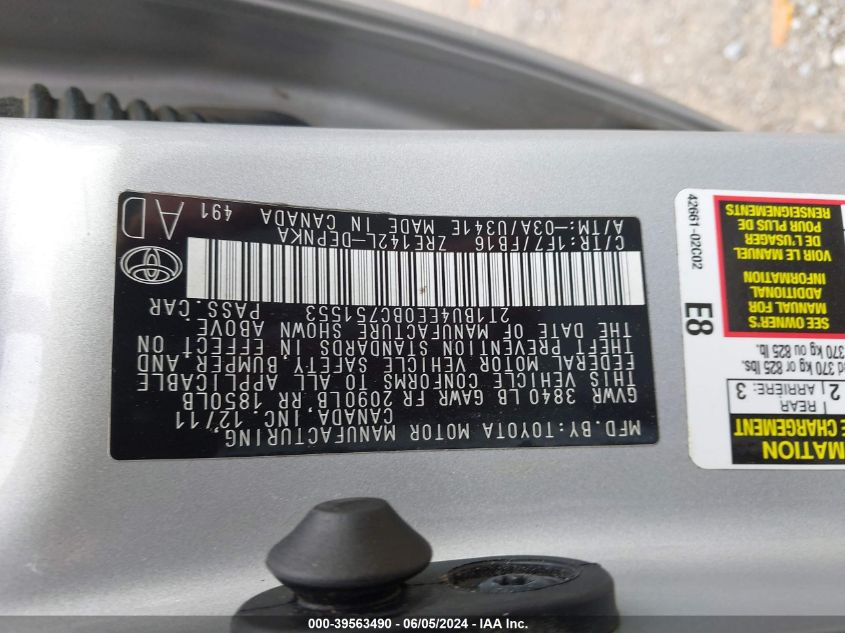 MFD.BY:TOYOTA MOTOR MANUFACTURING,
CANADA,INC. 12/11
GVWR 3840 LB GAWR FR 2090LB RR 1850LB
THIS VEHICLE CONFORMS TO ALL APPLICABLE
FEDERAL MOTOR VEHICLE SAFETY, BUMPER, AND
THEFT PREVENTION STANDARDS IN EFFECT ON
THE DATE OF MANUFACTURE SHOWN ABOVE
2T1BU4EE0BC751553 PASS.CAR
C/TR:1F7/FB16 ZRE142L-DEPNKA
A/TM:-03A/U341E MADE IN CANADA 491
AD
MATION
E CHARGEMENT
REAR
2 ARRIÈRE: 3
d 370 kg or 825 lbs.
370 kg ou 825 lb.
SEE OWNER'S
MANUAL FOR
ADDITIONAL
INFORMATION
VOIR LE MANUEL
DE L'USAGER
POUR PLUS DE
RENSEIGNEMENTS
E8
42661-02C02
000-39563490 - 06/05/2024 - IAA Inc.